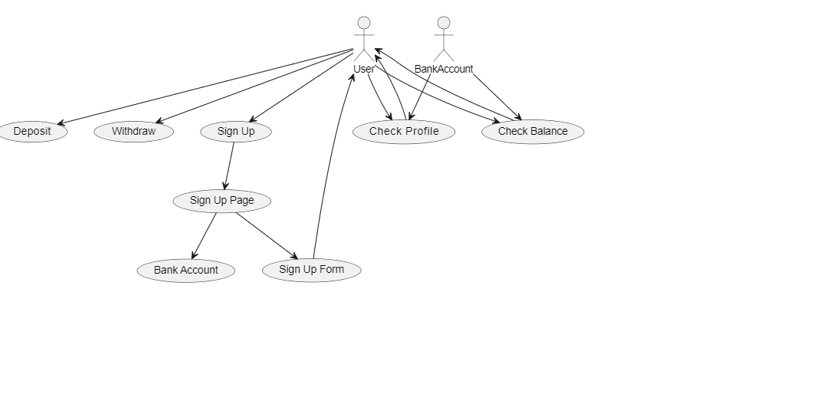 User
BankAccount
Deposit
Withdraw
Sign Up
Check Profile
Check Balance
Sign Up Page
Bank Account
Sign Up Form